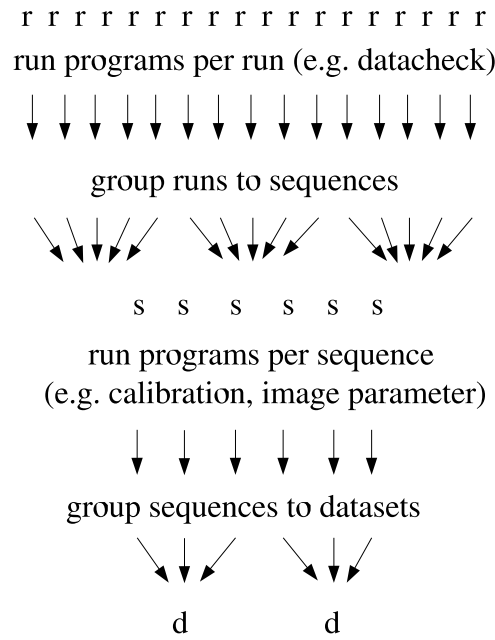 r r r r r r r r r r r r r r r r r r
run programs per run (e.g. datacheck)
group runs to sequences
s s s s s s
run programs per sequence
(e.g. calibration, image parameter)
group sequences to datasets
d d